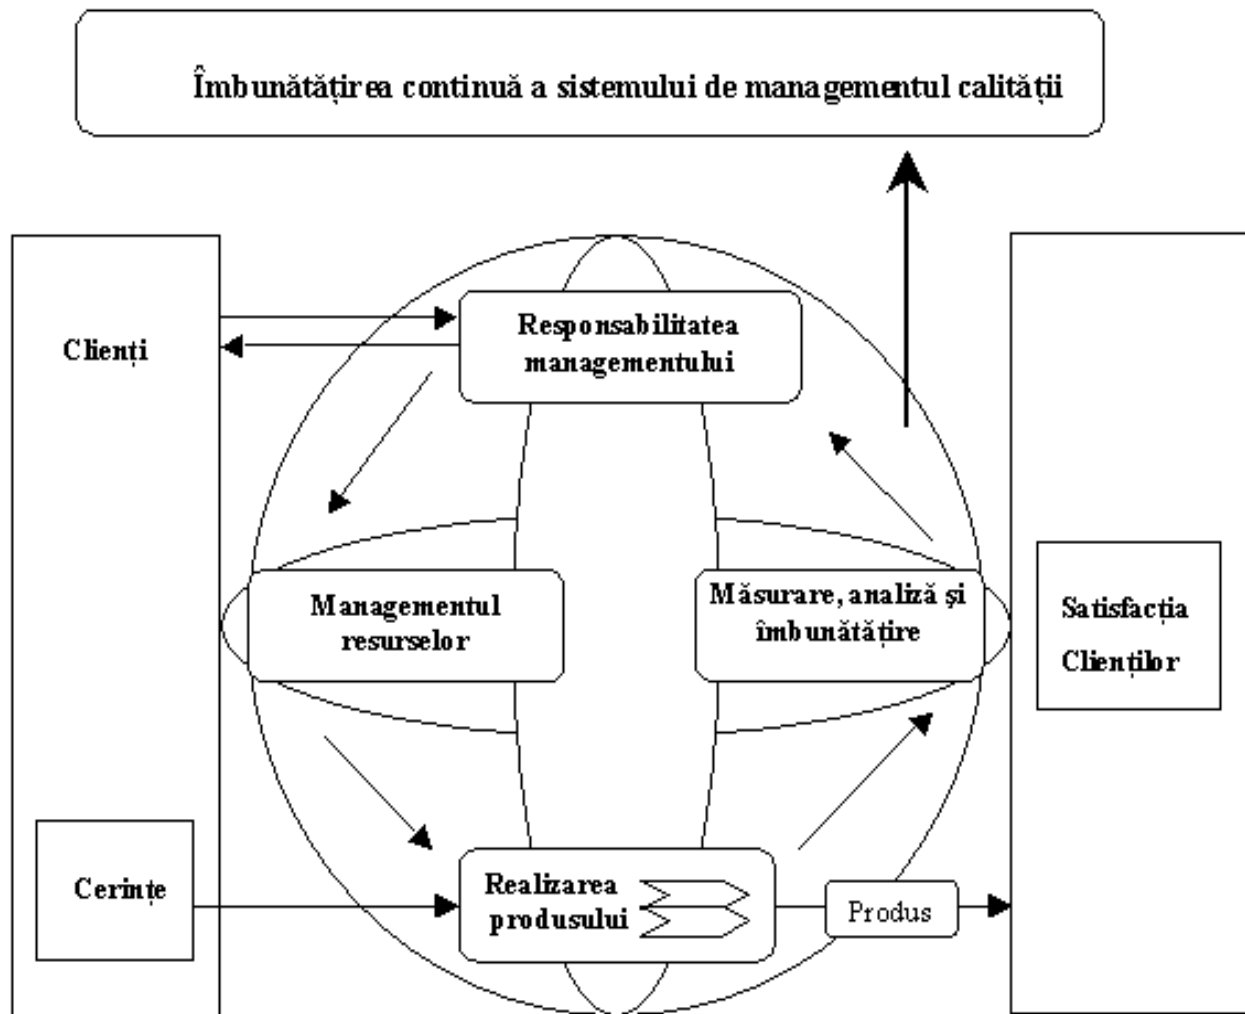 Îmbunătățirea continuă a sistemului de managementul calității
Clienți
Responsabilitatea
managementului
Managementul
resurselor
Măsurare, analiză și
îmbunătățire
Satisfacția
Clienților
Cerințe
Realizarea
produsului
Produs